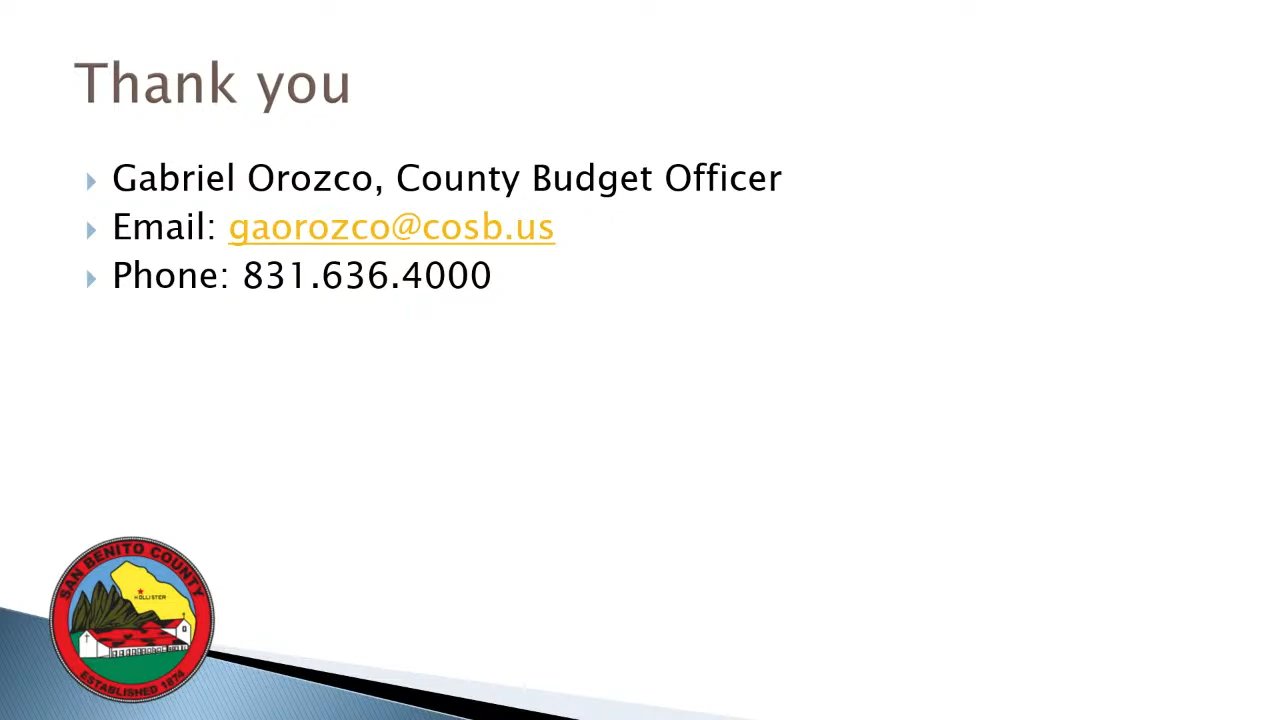 Thank you
Gabriel Orozco, County Budget Officer
Email: gaorozco@cosb.us
Phone: 831.636.4000
SAN BENITO COUNTY
HOLLISTER
ESTABLISHED 1874